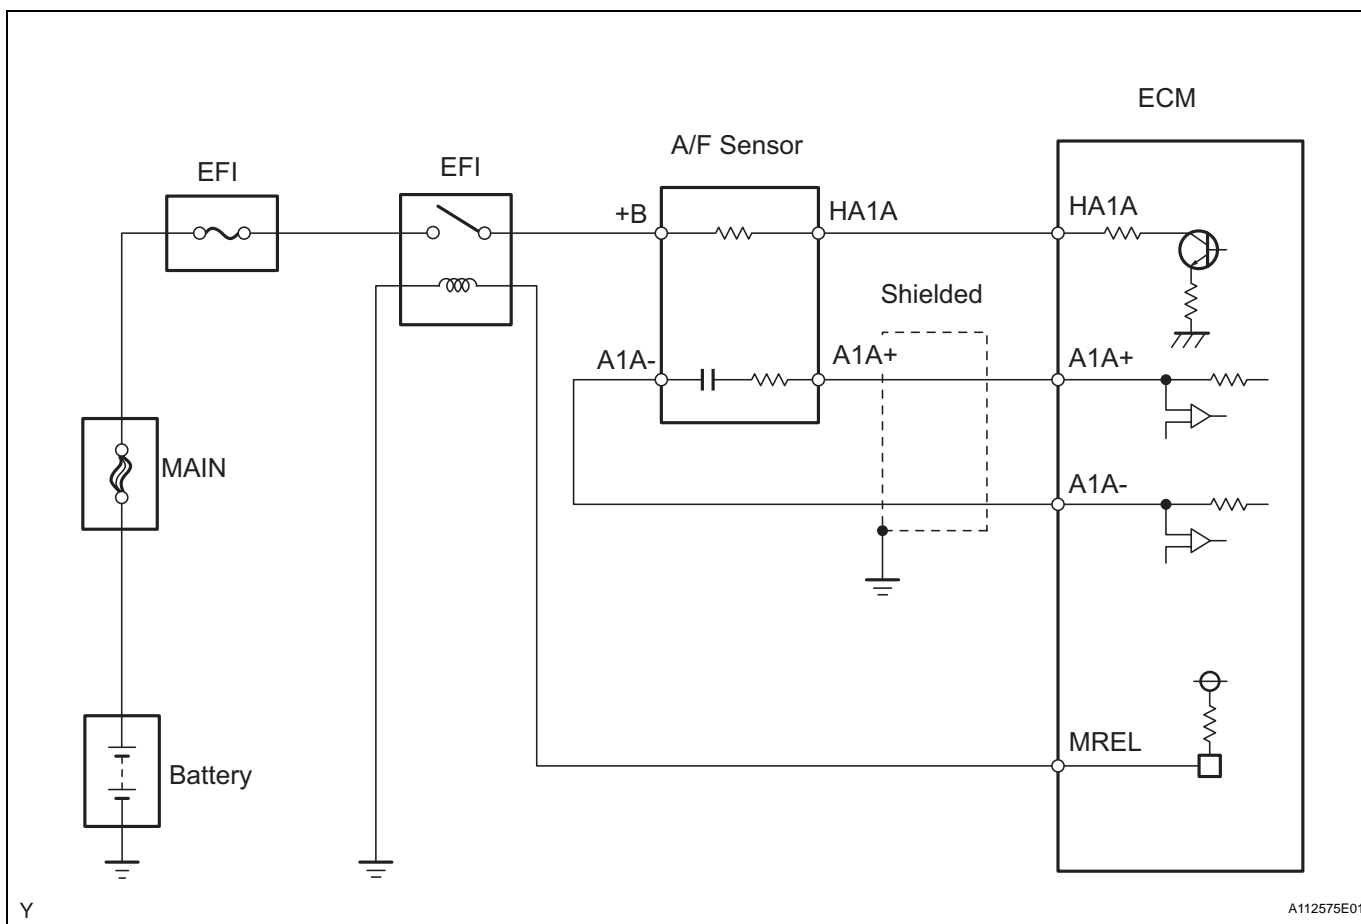 ECM
A/F Sensor
EFI
EFI
+B
HA1A
HA1A
Shielded
A1A-
A1A+
A1A+
MAIN
A1A-
MREL
Battery
Y
A112575E01